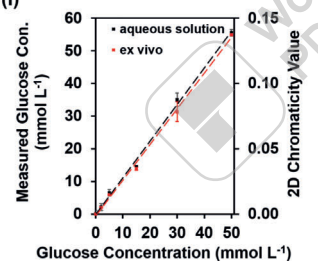 (I)
60
50
40
30
20
10
0
Measured Glucose Con.
(mmol L⁻¹)
aqueous solution
ex vivo
0.15
0.10
0.05
0.00
2D Chromaticity Value
0 10 20 30 40 50
Glucose Concentration (mmol L⁻¹)